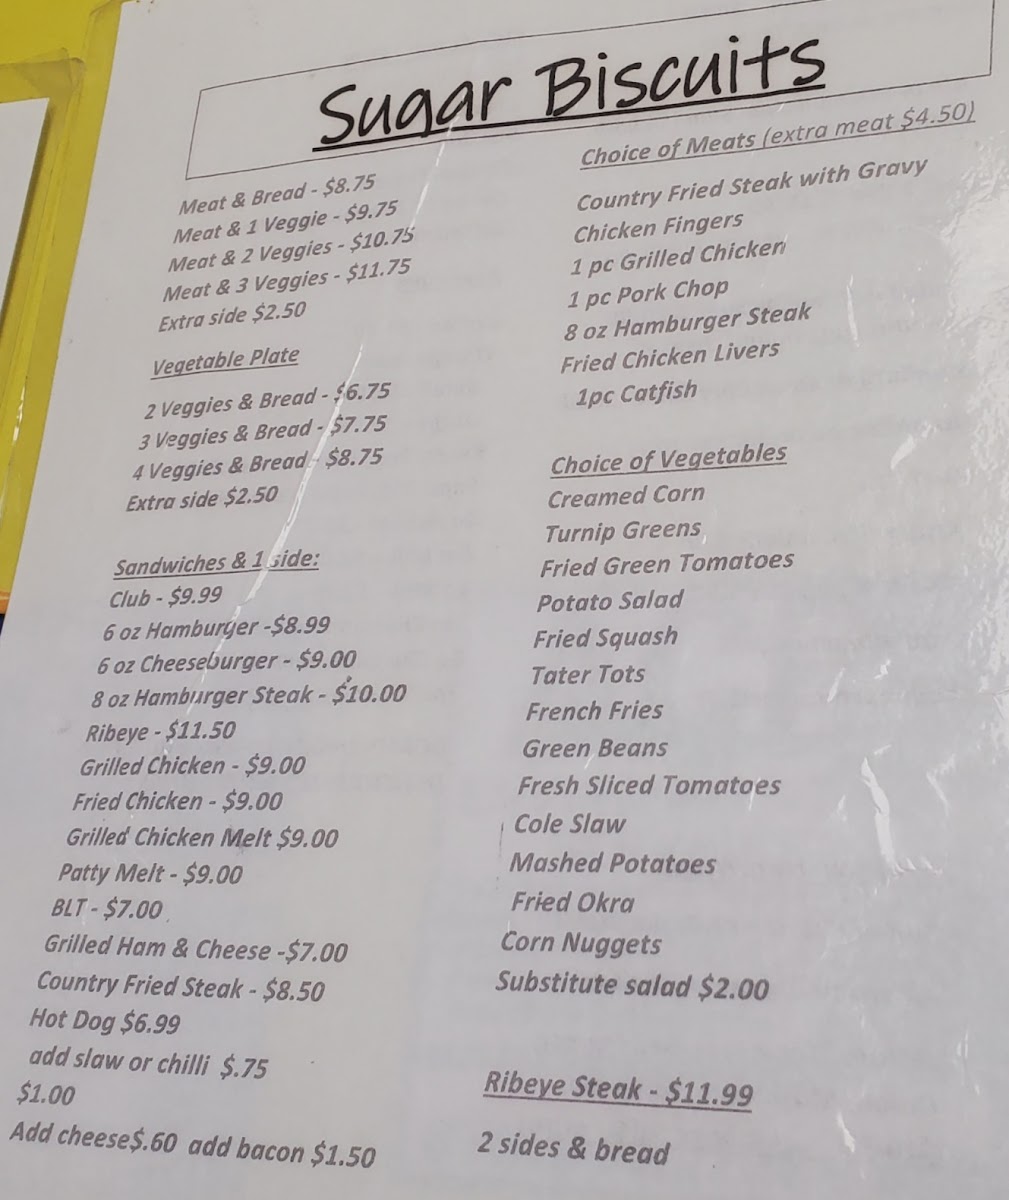 Sugar Biscuits
Meat & Bread - $8.75
Meat & 1 Veggie - $9.75
Meat & 2 Veggies - $10.75
Meat & 3 Veggies - $11.75
Extra side $2.50
Vegetable Plate
2 Veggies & Bread - $6.75
3 Veggies & Bread - $7.75
4 Veggies & Bread - $8.75
Extra side $2.50
Sandwiches & 1 side:
Club - $9.99
6 oz Hamburger -$8.99
6 oz Cheeseburger - $9.00
8 oz Hamburger Steak - $10.00
Ribeye - $11.50
Grilled Chicken - $9.00
Fried Chicken - $9.00
Grilled Chicken Melt $9.00
Patty Melt - $9.00
BLT - $7.00
Grilled Ham & Cheese -$7.00
Country Fried Steak - $8.50
Hot Dog $6.99
add slaw or chilli $.75
$1.00
Add cheese$.60 add bacon $1.50
Choice of Meats (extra meat $4.50)
Country Fried Steak with Gravy
Chicken Fingers
1 pc Grilled Chicken
1 pc Pork Chop
8 oz Hamburger Steak
Fried Chicken Livers
1pc Catfish
Choice of Vegetables
Creamed Corn
Turnip Greens
Fried Green Tomatoes
Potato Salad
Fried Squash
Tater Tots
French Fries
Green Beans
Fresh Sliced Tomatoes
Cole Slaw
Mashed Potatoes
Fried Okra
Corn Nuggets
Substitute salad $2.00
Ribeye Steak - $11.99
2 sides & bread